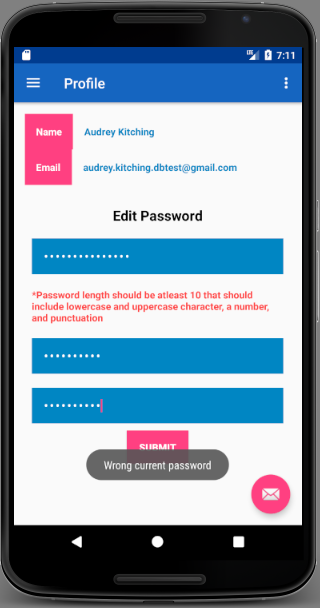 LTE 7:11
Profile
Name Audrey Kitching
Email audrey.kitching.dbtest@gmail.com
Edit Password
•••••••••••••••
*Password length should be atleast 10 that should
include lowercase and uppercase character, a number,
and punctuation
••••••••••
••••••••••
SUBMIT
Wrong current password